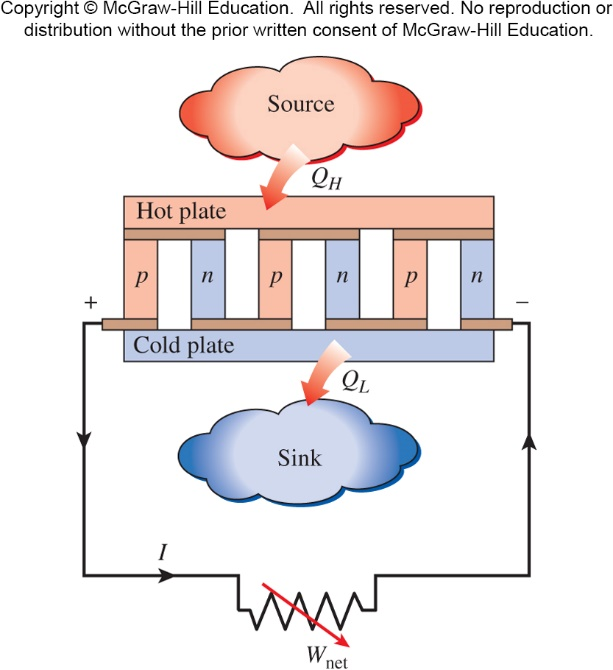 Copyright © McGraw-Hill Education. All rights reserved. No reproduction or
distribution without the prior written consent of McGraw-Hill Education.
Source
Q_H
Hot plate
p n p n p n
+ −
Cold plate
Q_L
Sink
I
W_net